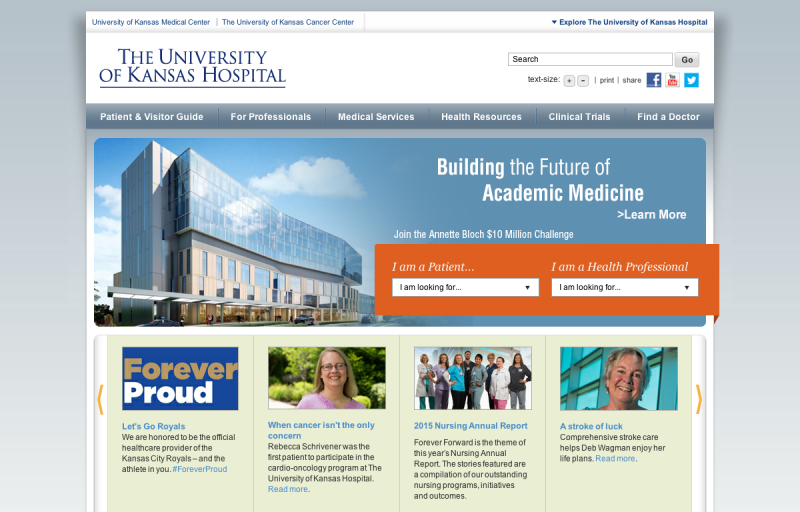 University of Kansas Medical Center | The University of Kansas Cancer Center
Explore The University of Kansas Hospital
THE UNIVERSITY
OF KANSAS HOSPITAL
Search
Go
text-size: + − | print | share
You Tube
Patient & Visitor Guide
For Professionals
Medical Services
Health Resources
Clinical Trials
Find a Doctor
Building the Future of
Academic Medicine
>Learn More
Join the Annette Bloch $10 Million Challenge
I am a Patient...
I am looking for...
I am a Health Professional
I am looking for...
Forever
Proud
Let's Go Royals
We are honored to be the official
healthcare provider of the
Kansas City Royals – and the
athlete in you. #ForeverProud
When cancer isn't the only
concern
Rebecca Schrivener was the
first patient to participate in the
cardio-oncology program at The
University of Kansas Hospital.
Read more.
2015 Nursing Annual Report
Forever Forward is the theme of
this year's Nursing Annual
Report. The stories featured are
a compilation of our outstanding
nursing programs, initiatives
and outcomes.
A stroke of luck
Comprehensive stroke care
helps Deb Wagman enjoy her
life plans. Read more.